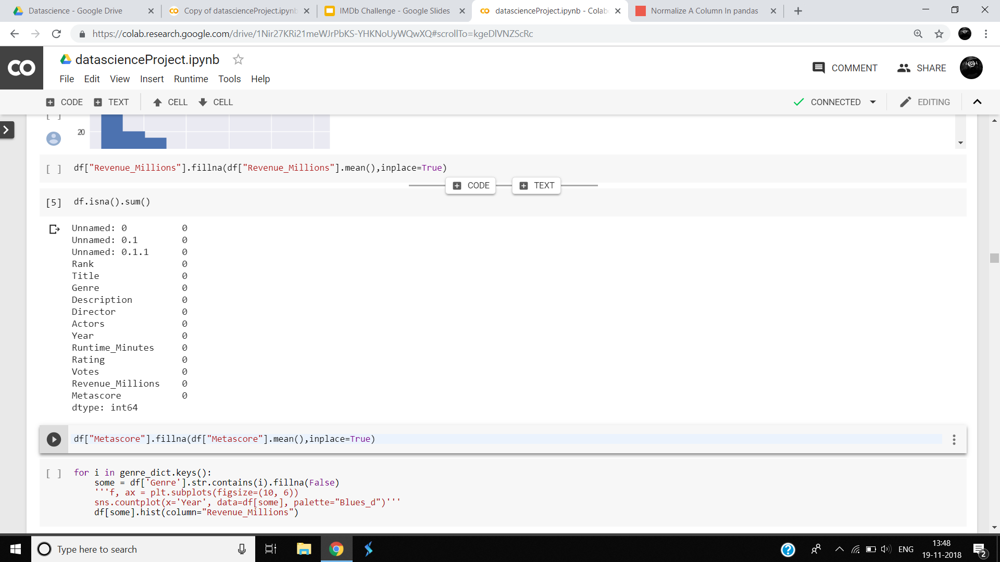 Datascience - Google Drive
Copy of datascienceProject.ipynb
IMDb Challenge - Google Slides
datascienceProject.ipynb - Colab
Normalize A Column In pandas
https://colab.research.google.com/drive/1Nir27KRi21meWJrPbKS-YHKNoUyWQwXQ#scrollTo=kgeDlVNZScRc
CO
datascienceProject.ipynb
COMMENT
SHARE
File Edit View Insert Runtime Tools Help
CODE TEXT CELL CELL
CONNECTED
EDITING
[ ]
20
[ ] df["Revenue_Millions"].fillna(df["Revenue_Millions"].mean(),inplace=True)
CODE TEXT
[5] df.isna().sum()
Unnamed: 0 0
Unnamed: 0.1 0
Unnamed: 0.1.1 0
Rank 0
Title 0
Genre 0
Description 0
Director 0
Actors 0
Year 0
Runtime_Minutes 0
Rating 0
Votes 0
Revenue_Millions 0
Metascore 0
dtype: int64
df["Metascore"].fillna(df["Metascore"].mean(),inplace=True)
[ ] for i in genre_dict.keys():
some = df['Genre'].str.contains(i).fillna(False)
'''f, ax = plt.subplots(figsize=(10, 6))
sns.countplot(x='Year', data=df[some], palette="Blues_d")'''
df[some].hist(column="Revenue_Millions")
Type here to search
ENG
13:48
19-11-2018
2